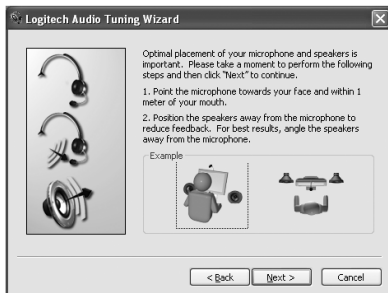 Logitech Audio Tuning Wizard
Optimal placement of your microphone and speakers is
important. Please take a moment to perform the following
steps and then click "Next" to continue.
1. Point the microphone towards your face and within 1
meter of your mouth.
2. Position the speakers away from the microphone to
reduce feedback. For best results, angle the speakers
away from the microphone.
Example
< Back
Next >
Cancel